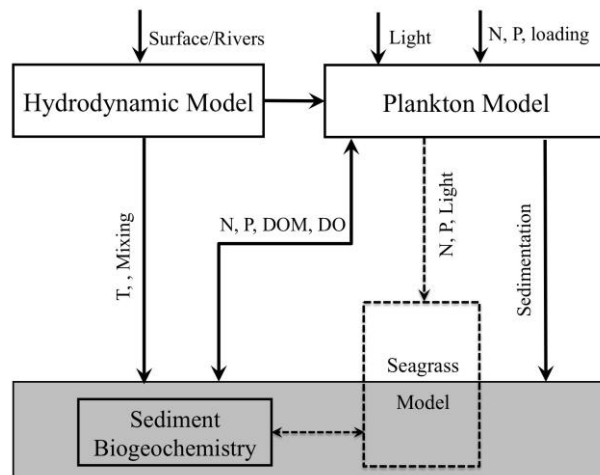 Surface/Rivers
Light
N, P, loading
Hydrodynamic Model
Plankton Model
T, , Mixing
N, P, DOM, DO
N, P, Light
Sedimentation
Seagrass
Model
Sediment
Biogeochemistry